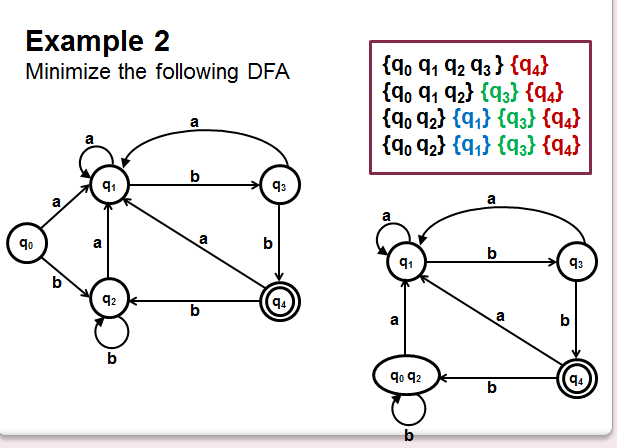 Example 2
Minimize the following DFA
{q₀ q₁ q₂ q₃ } {q₄}
{q₀ q₁ q₂} {q₃} {q₄}
{q₀ q₂} {q₁} {q₃} {q₄}
{q₀ q₂} {q₁} {q₃} {q₄}
a
a
q₁
b
q₃
a
q₀
a
a
b
b
q₂
b
q₄
b
a
a
q₁
b
q₃
a
a
b
q₀ q₂
b
q₄
b